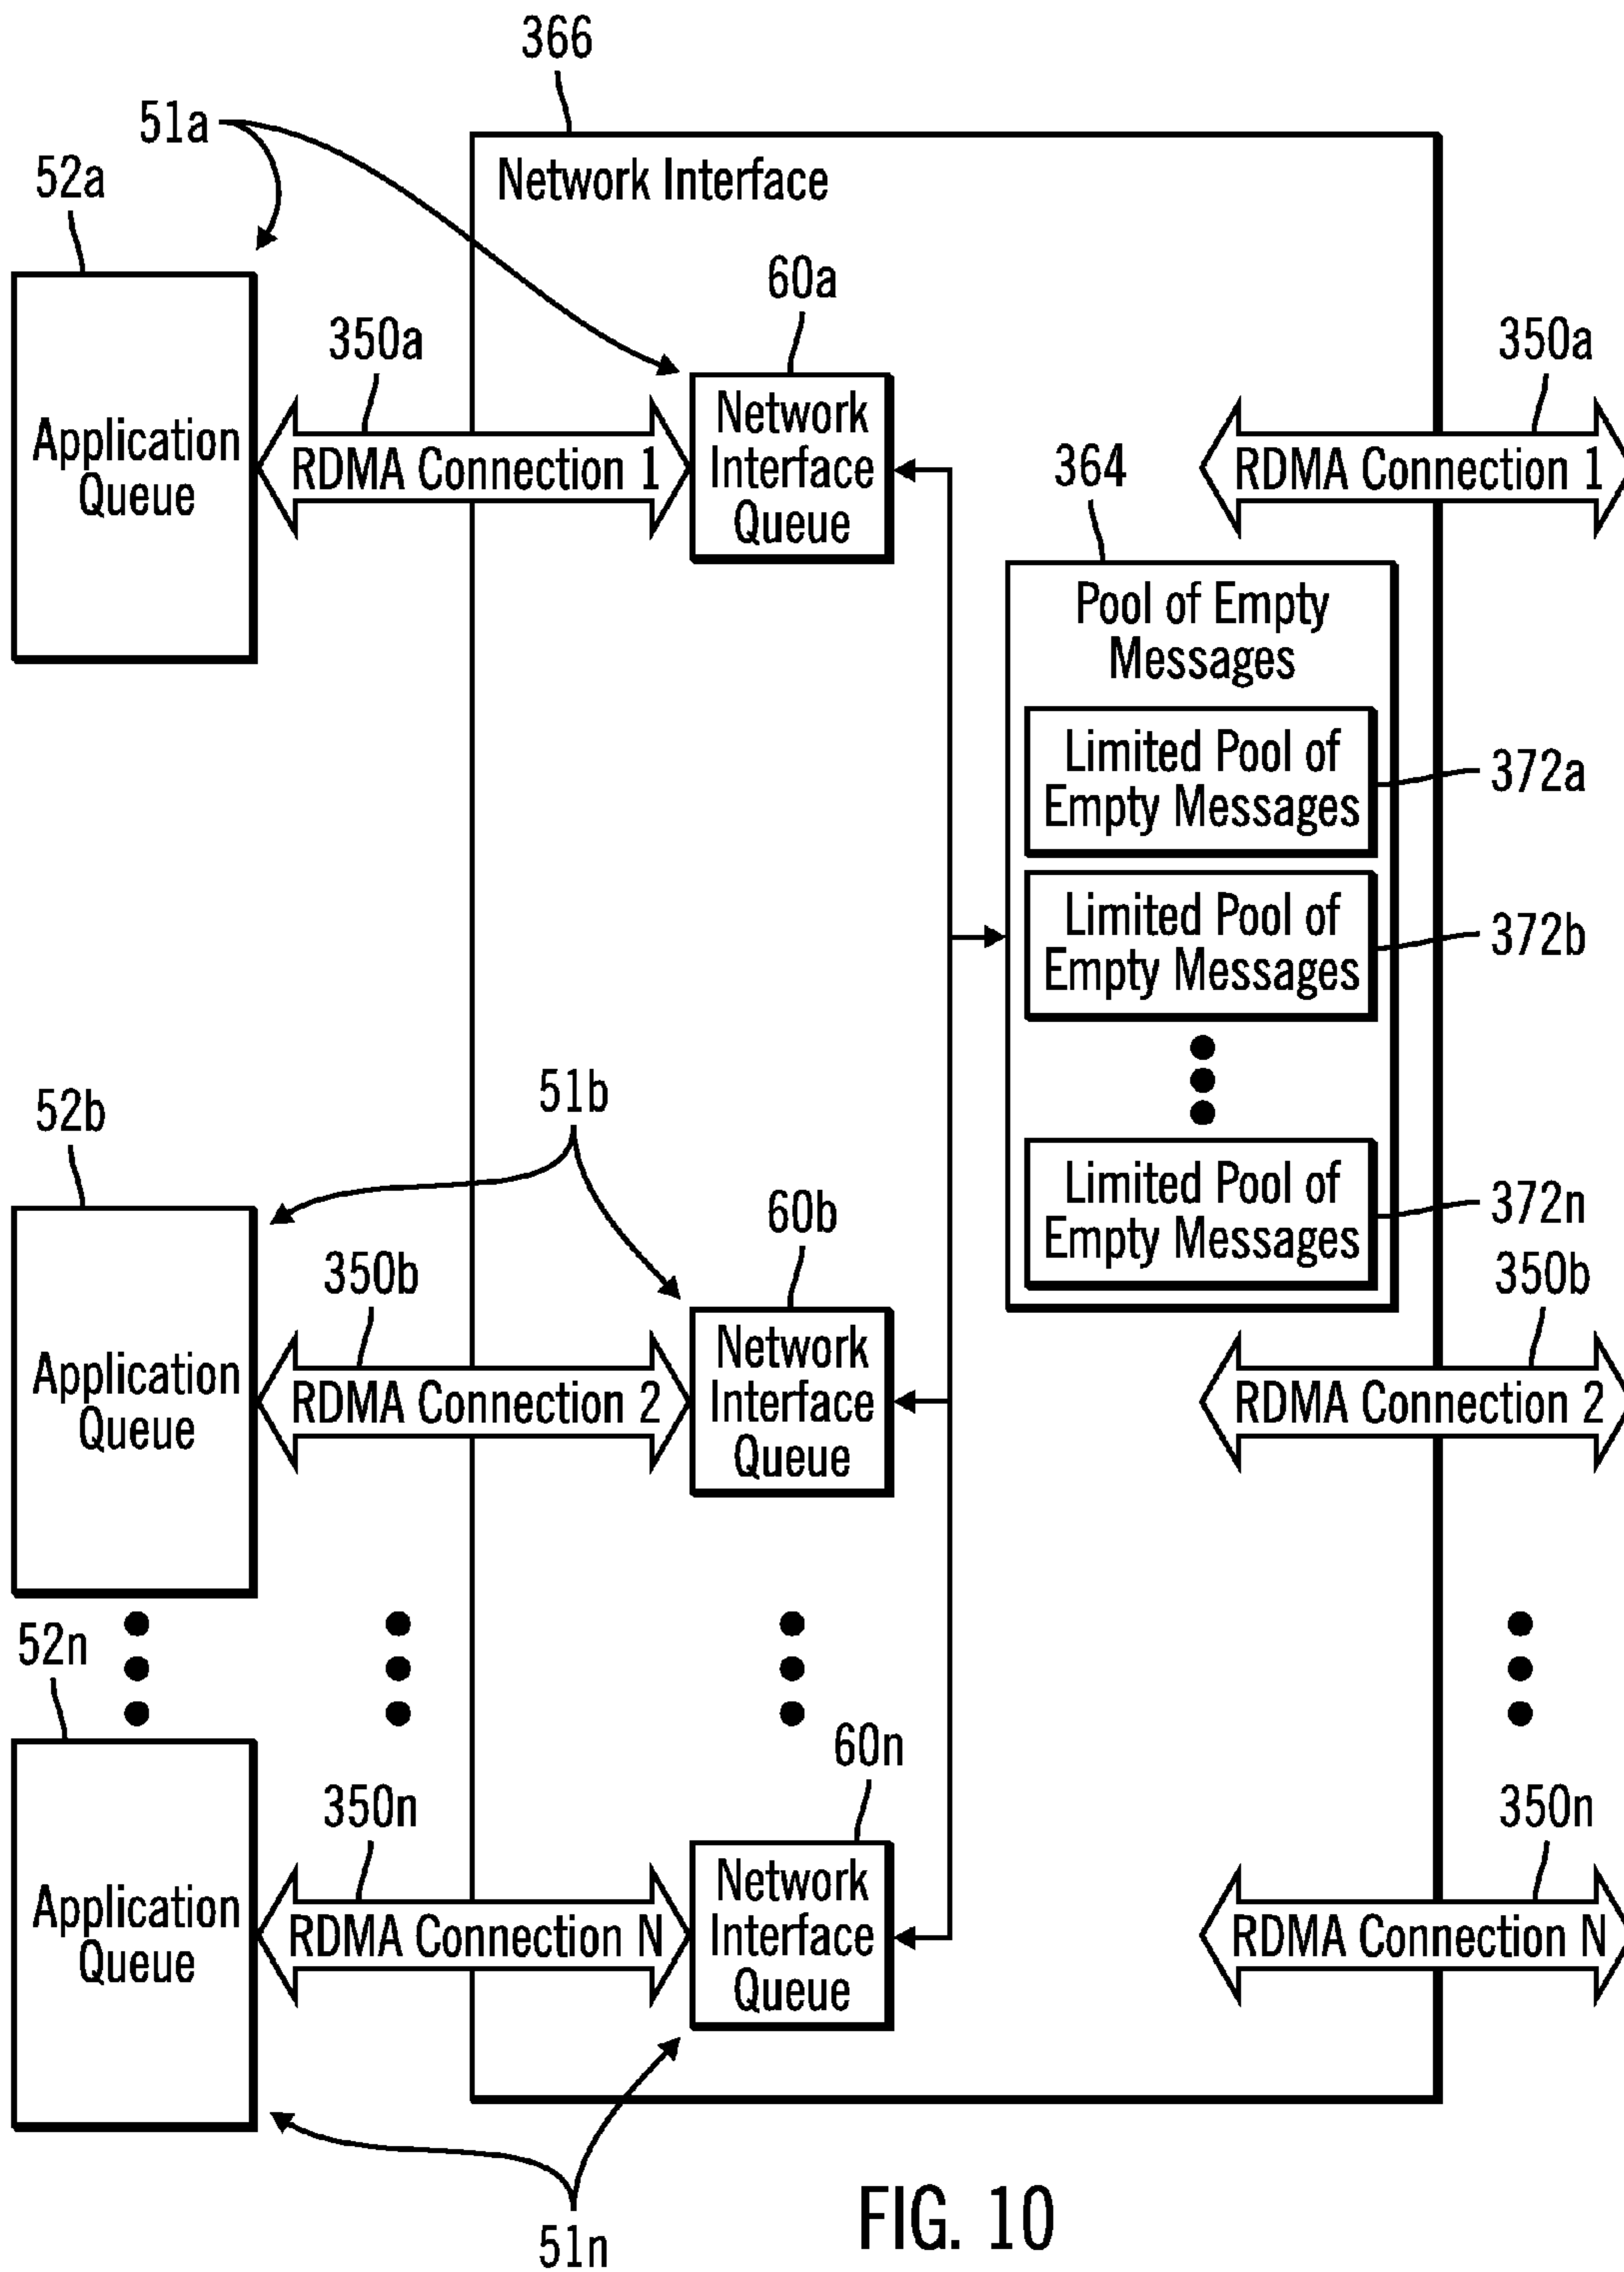 366
51a
52a
Network Interface
60a
350a
350a
Application
Queue
RDMA Connection 1
Network
Interface
Queue
RDMA Connection 1
364
Pool of Empty
Messages
Limited Pool of
Empty Messages
372a
Limited Pool of
Empty Messages
372b
Limited Pool of
Empty Messages
372n
52b
51b
60b
350b
350b
Application
Queue
RDMA Connection 2
Network
Interface
Queue
RDMA Connection 2
52n
60n
350n
350n
Application
Queue
RDMA Connection N
Network
Interface
Queue
RDMA Connection N
51n
FIG. 10